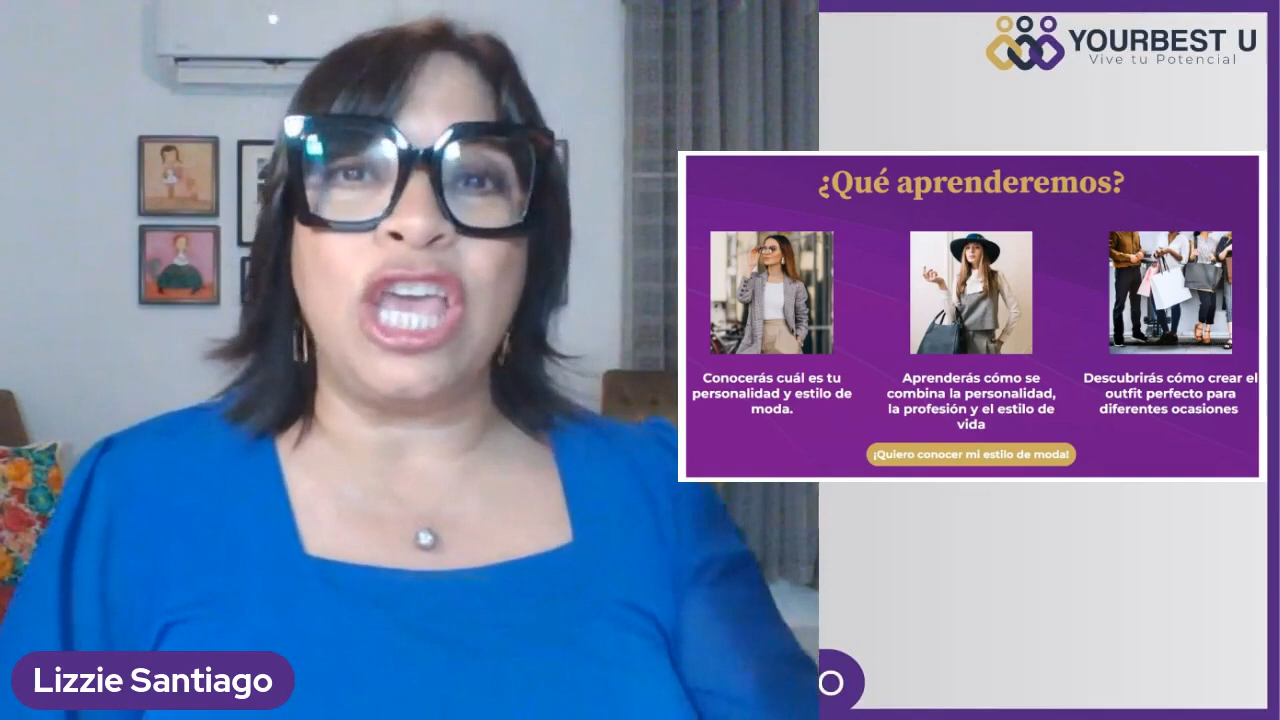 YOURBEST U
Vive tu Potencial
¿Qué aprenderemos?
Conocerás cuál es tu
personalidad y estilo de
moda.
Aprenderás cómo se
combina la personalidad,
la profesión y el estilo de
vida
Descubrirás cómo crear el
outfit perfecto para
diferentes ocasiones
¡Quiero conocer mi estilo de moda!
Lizzie Santiago
O